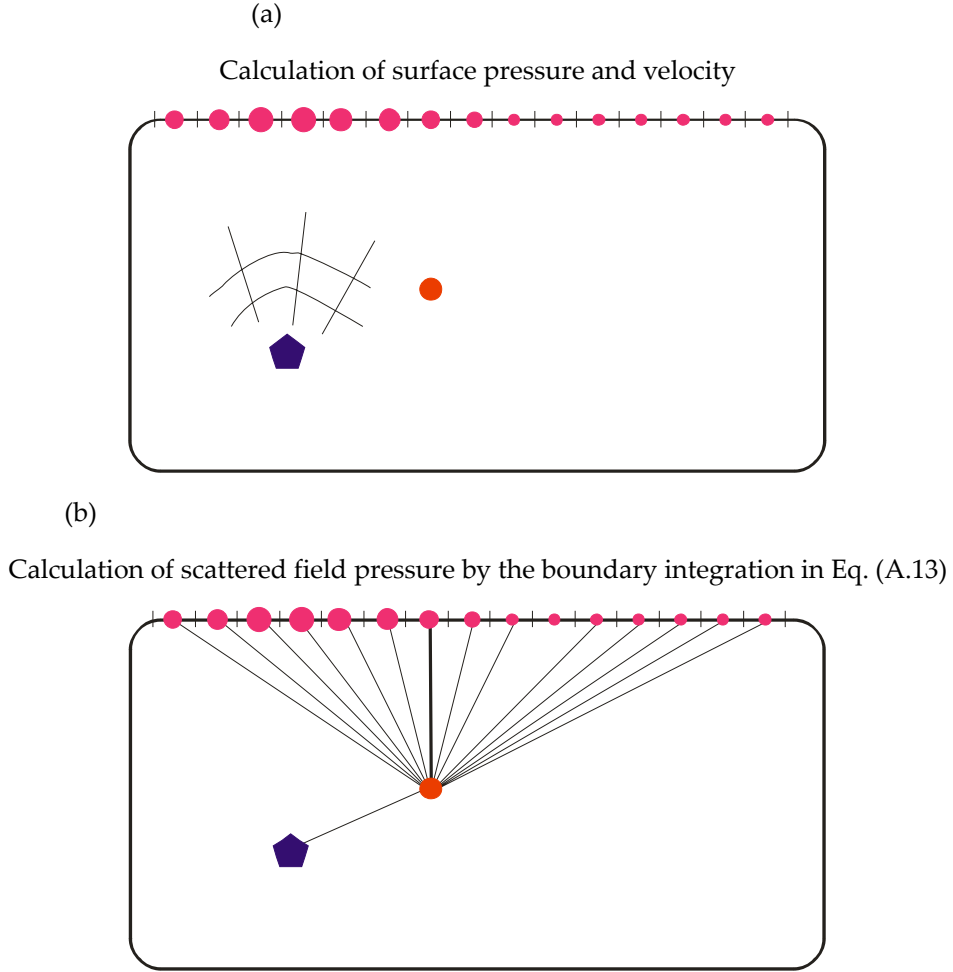 (a)
Calculation of surface pressure and velocity
(b)
Calculation of scattered field pressure by the boundary integration in Eq. (A.13)